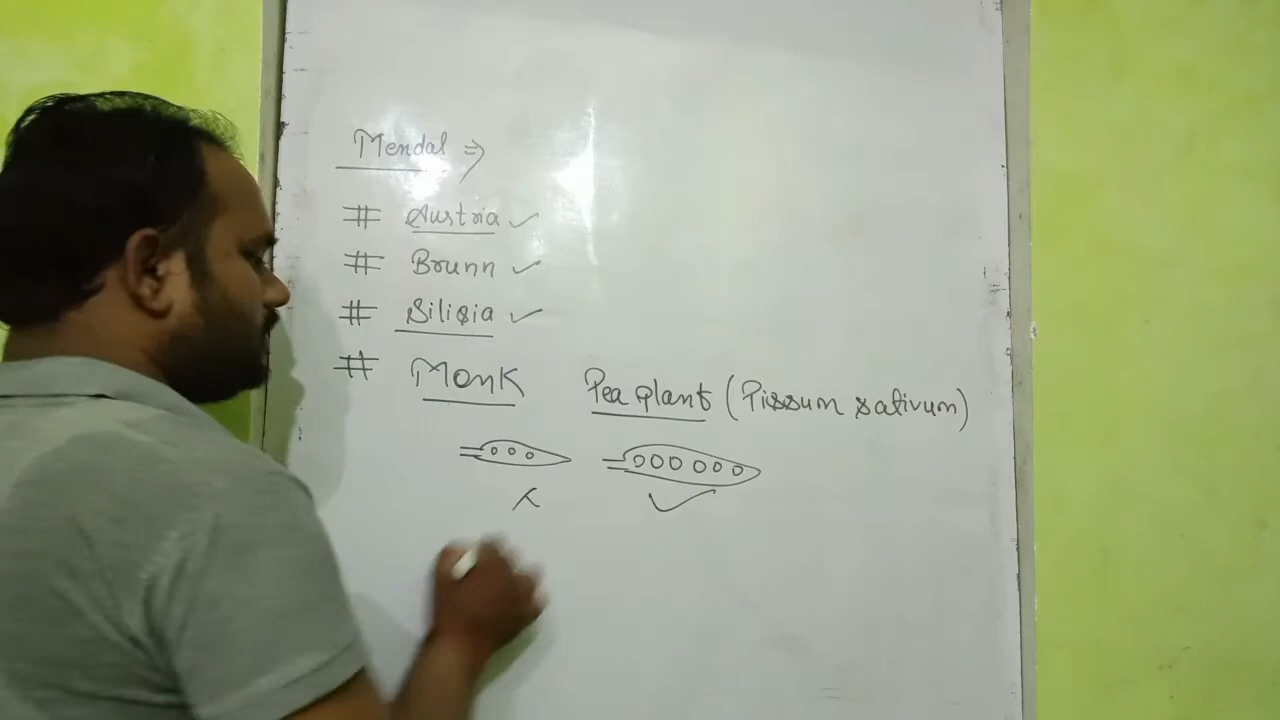 Mendal ⇒
# Austria ✓
# Brunn ✓
# Silisia ✓
# Monk Pea plant (Pissum sativum)